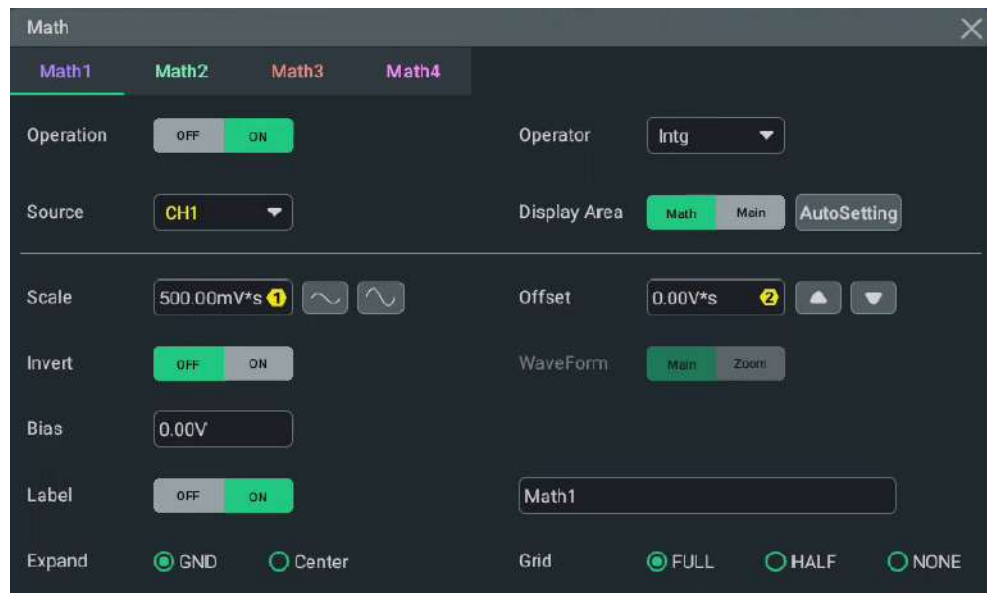 Math
Math1 Math2 Math3 Math4
Operation OFF ON Operator Intg
Source CH1 Display Area Math Main AutoSetting
Scale 500.00mV*s 1 Offset 0.00V*s 2
Invert OFF ON WaveForm Main Zoom
Bias 0.00V
Label OFF ON Math1
Expand GND Center Grid FULL HALF NONE